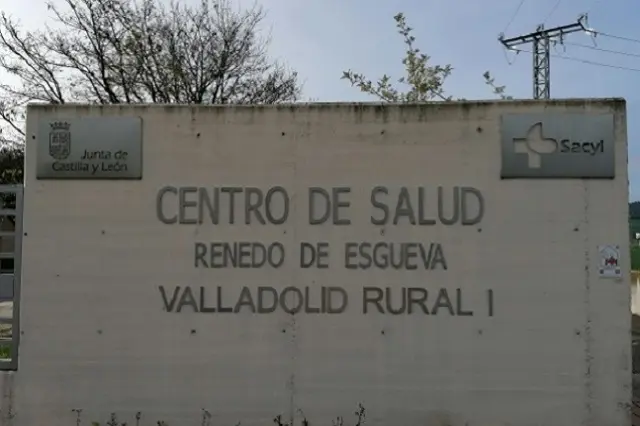 Junta de
Castilla y León
Sacyl
CENTRO DE SALUD
RENEDO DE ESGUEVA
VALLADOLID RURAL I